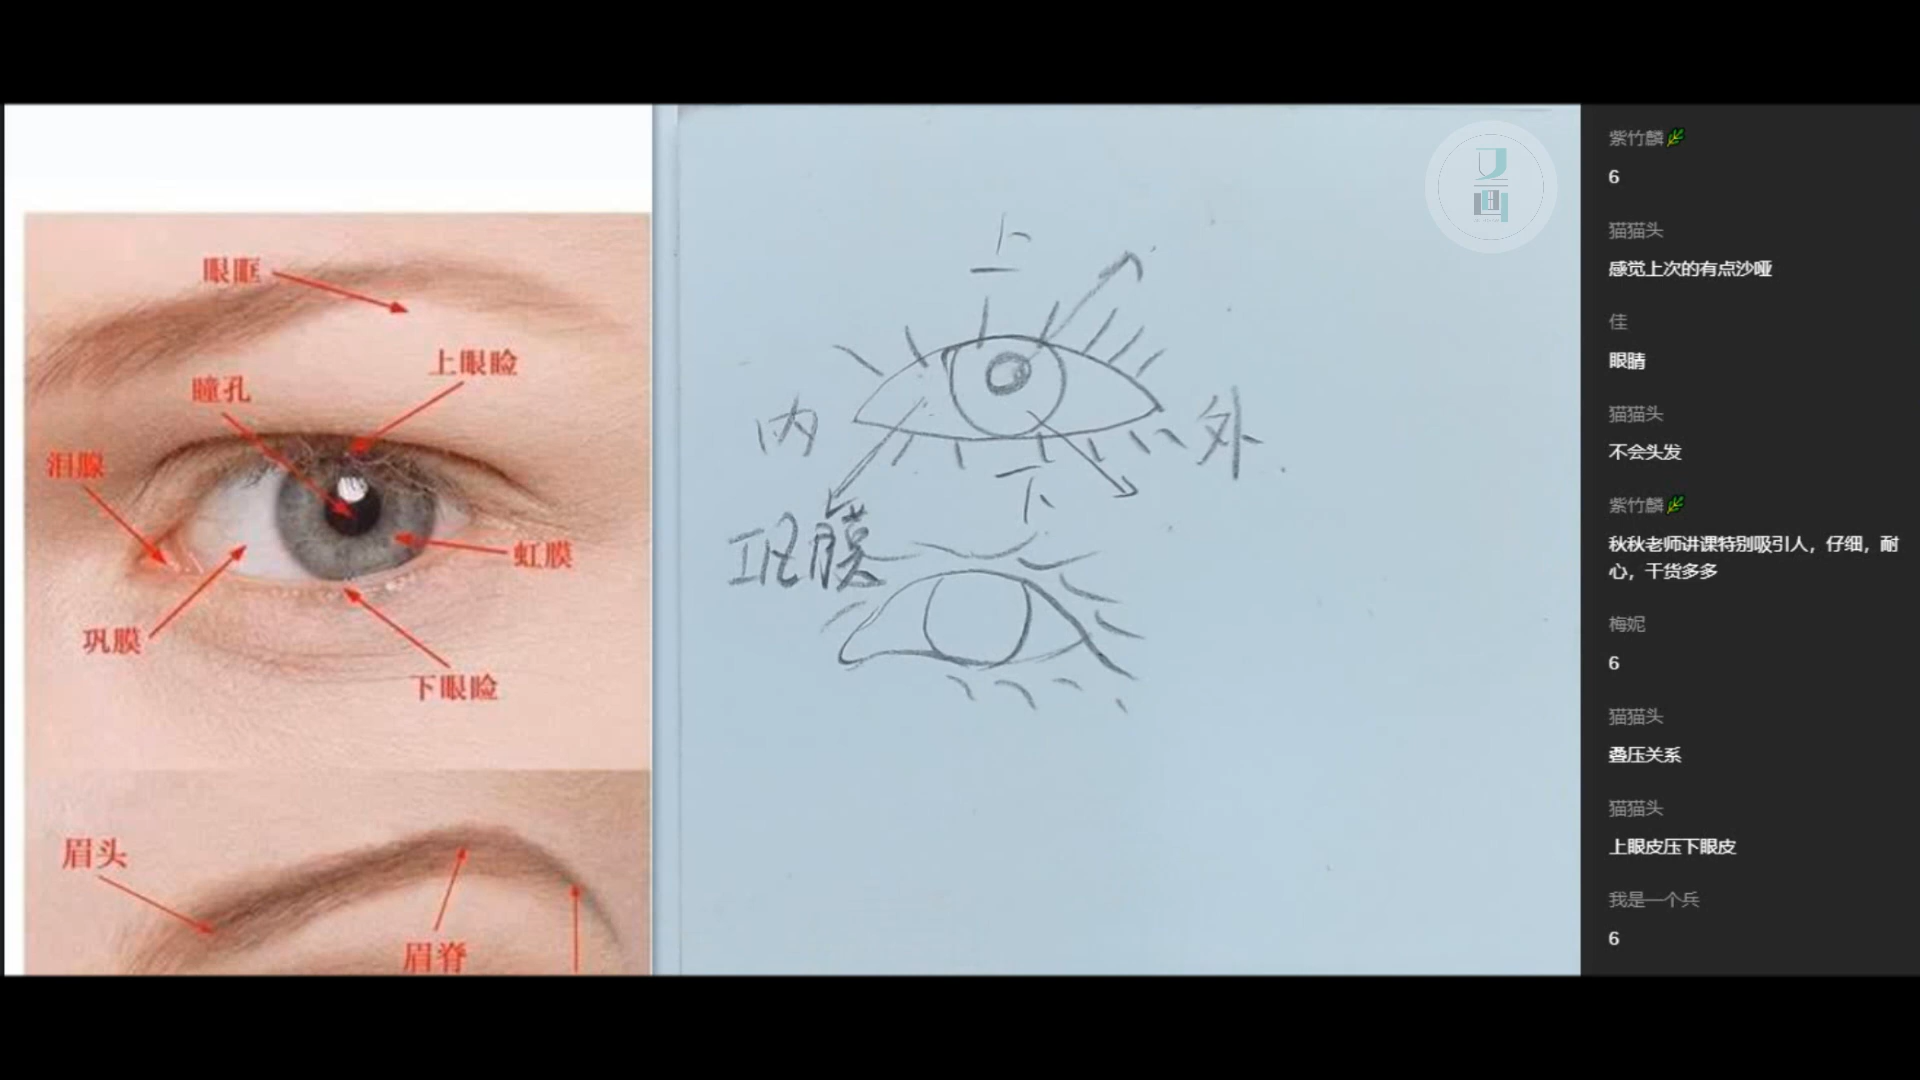 眼眶
上眼睑
瞳孔
泪腺
虹膜
巩膜
下眼睑
眉头
眉脊
上
内
外
下
巩膜
又一画
紫竹麟
6
猫猫头
感觉上次的有点沙哑
佳
眼睛
猫猫头
不会头发
紫竹麟
秋秋老师讲课特别吸引人，仔细，耐
心，干货多多
梅妮
6
猫猫头
叠压关系
猫猫头
上眼皮压下眼皮
我是一个兵
6